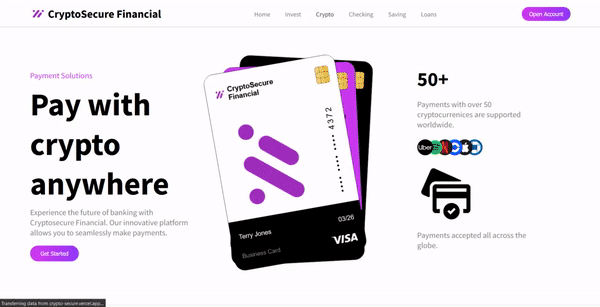 CryptoSecure Financial
Home
Invest
Crypto
Checking
Saving
Loans
Open Account
Payment Solutions
Pay with
crypto
anywhere
Experience the future of banking with
Cryptosecure Financial. Our innovative platform
allows you to seamlessly make payments.
Get Started
CryptoSecure
Financial
4372
03/26
Terry Jones
Business Card
VISA
50+
Payments with over 50
cryptocurrencies are supported
worldwide.
Uber
Payments accepted all across the
globe.
Transferring data from crypto-secure.vercel.app...